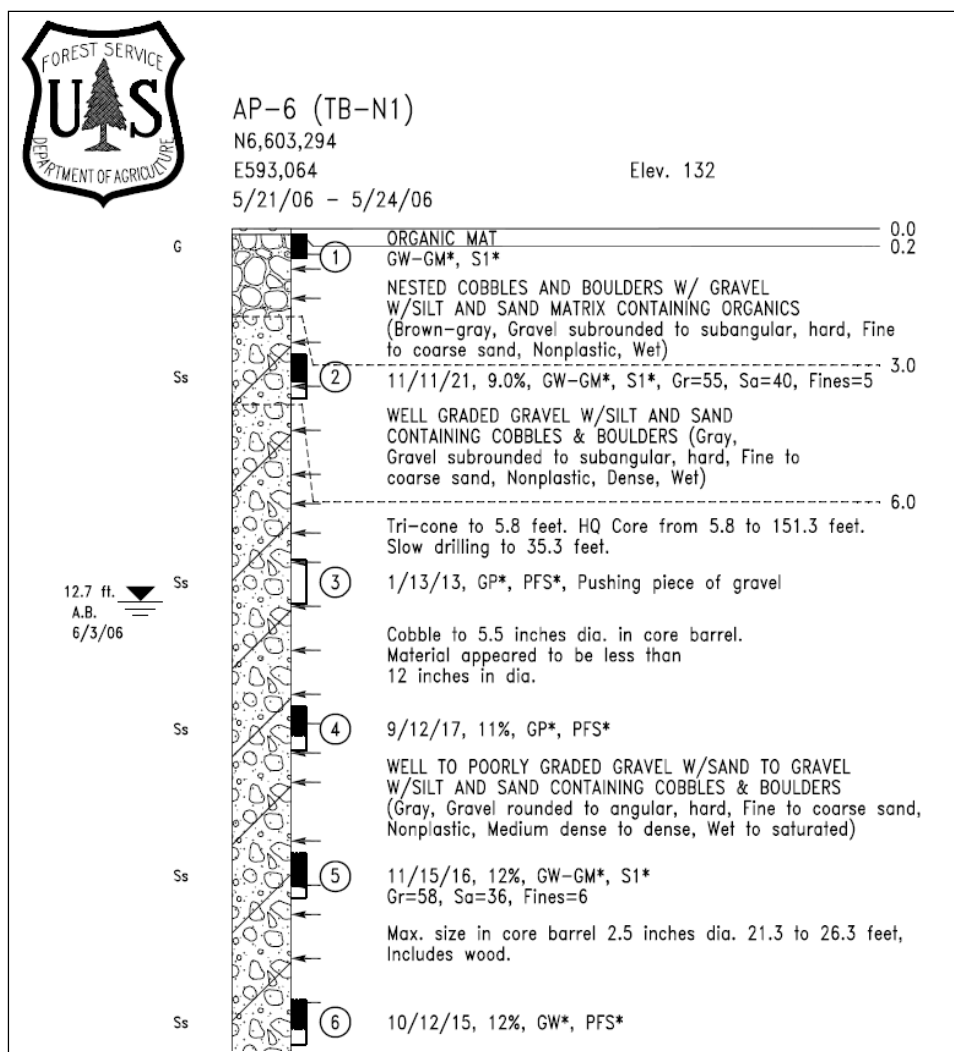 FOREST SERVICE
U S
DEPARTMENT OF AGRICULTURE
AP-6 (TB-N1)
N6,603,294
E593,064 Elev. 132
5/21/06 - 5/24/06
0.0
G ORGANIC MAT 0.2
1 GW-GM*, S1*
NESTED COBBLES AND BOULDERS W/ GRAVEL
W/SILT AND SAND MATRIX CONTAINING ORGANICS
(Brown-gray, Gravel subrounded to subangular, hard, Fine
to coarse sand, Nonplastic, Wet)
3.0
Ss 2 11/11/21, 9.0%, GW-GM*, S1*, Gr=55, Sa=40, Fines=5
WELL GRADED GRAVEL W/SILT AND SAND
CONTAINING COBBLES & BOULDERS (Gray,
Gravel subrounded to subangular, hard, Fine to
coarse sand, Nonplastic, Dense, Wet)
6.0
Tri-cone to 5.8 feet. HQ Core from 5.8 to 151.3 feet.
Slow drilling to 35.3 feet.
Ss 3 1/13/13, GP*, PFS*, Pushing piece of gravel
12.7 ft.
A.B.
6/3/06
Cobble to 5.5 inches dia. in core barrel.
Material appeared to be less than
12 inches in dia.
Ss 4 9/12/17, 11%, GP*, PFS*
WELL TO POORLY GRADED GRAVEL W/SAND TO GRAVEL
W/SILT AND SAND CONTAINING COBBLES & BOULDERS
(Gray, Gravel rounded to angular, hard, Fine to coarse sand,
Nonplastic, Medium dense to dense, Wet to saturated)
Ss 5 11/15/16, 12%, GW-GM*, S1*
Gr=58, Sa=36, Fines=6
Max. size in core barrel 2.5 inches dia. 21.3 to 26.3 feet,
Includes wood.
Ss 6 10/12/15, 12%, GW*, PFS*